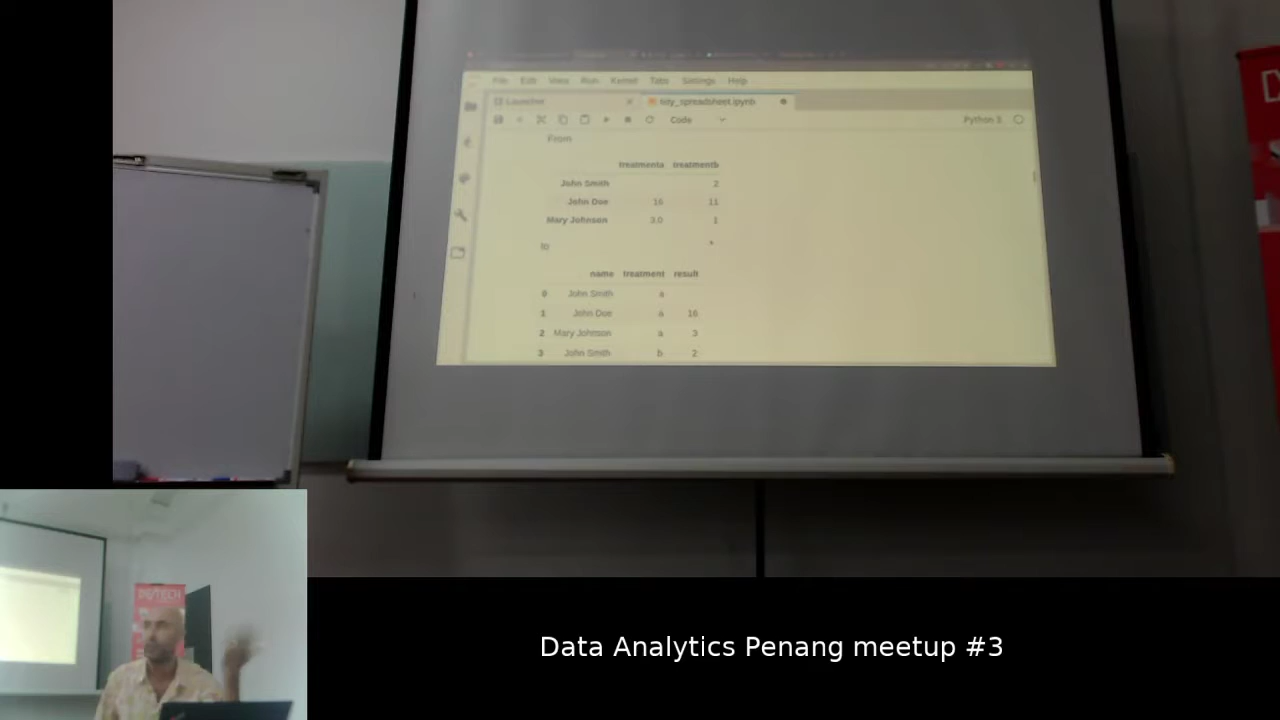 File Edit View Run Kernel Tabs Settings Help
Launcher tidy_spreadsheet.ipynb
Code Python 3
From
treatmenta treatmentb
John Smith 2
John Doe 16 11
Mary Johnson 3.0 1
to
name treatment result
0 John Smith a
1 John Doe a 16
2 Mary Johnson a 3
3 John Smith b 2
Data Analytics Penang meetup #3